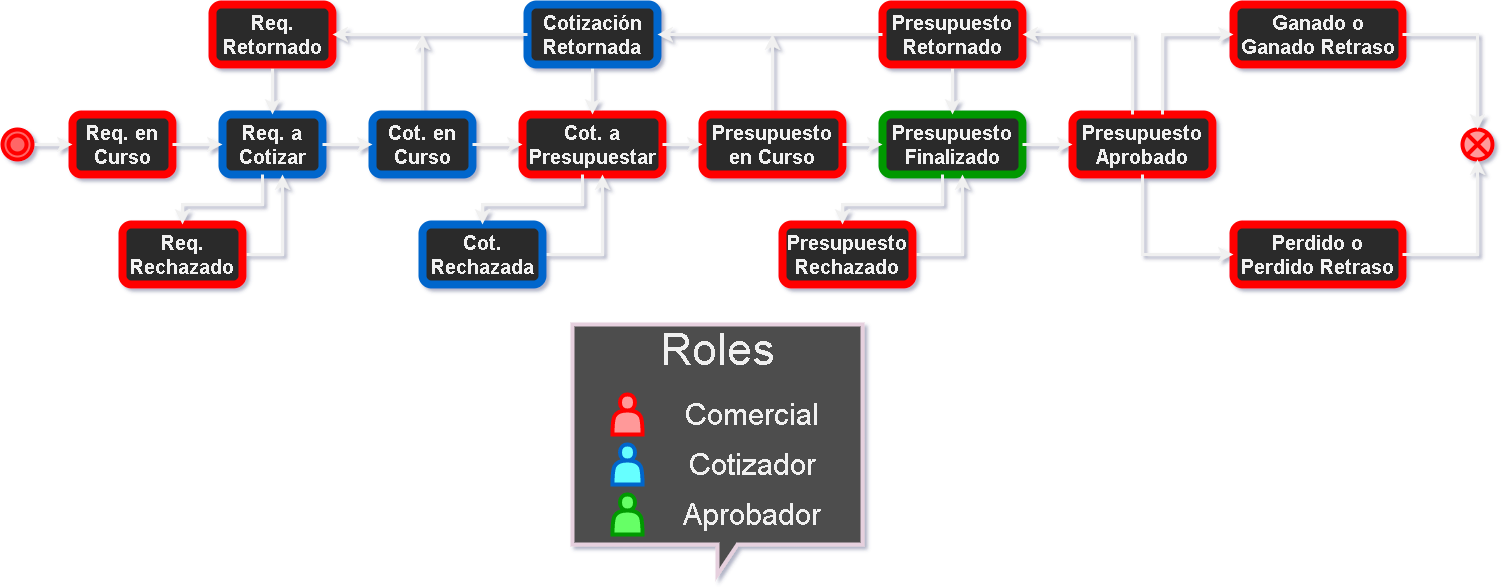 Req.
Retornado
Cotización
Retornada
Presupuesto
Retornado
Ganado o
Ganado Retraso
Req. en
Curso
Req. a
Cotizar
Cot. en
Curso
Cot. a
Presupuestar
Presupuesto
en Curso
Presupuesto
Finalizado
Presupuesto
Aprobado
Req.
Rechazado
Cot.
Rechazada
Presupuesto
Rechazado
Perdido o
Perdido Retraso
Roles
Comercial
Cotizador
Aprobador